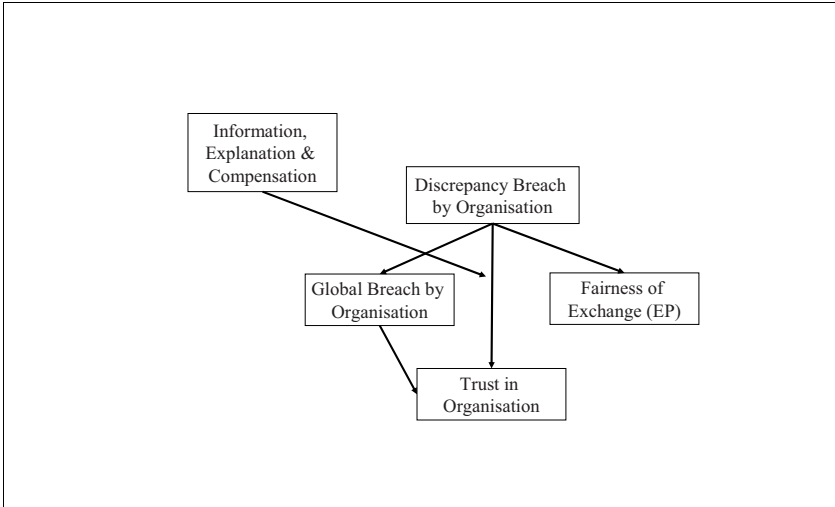 Information,
Explanation &
Compensation
Discrepancy Breach
by Organisation
Global Breach by
Organisation
Fairness of
Exchange (EP)
Trust in
Organisation